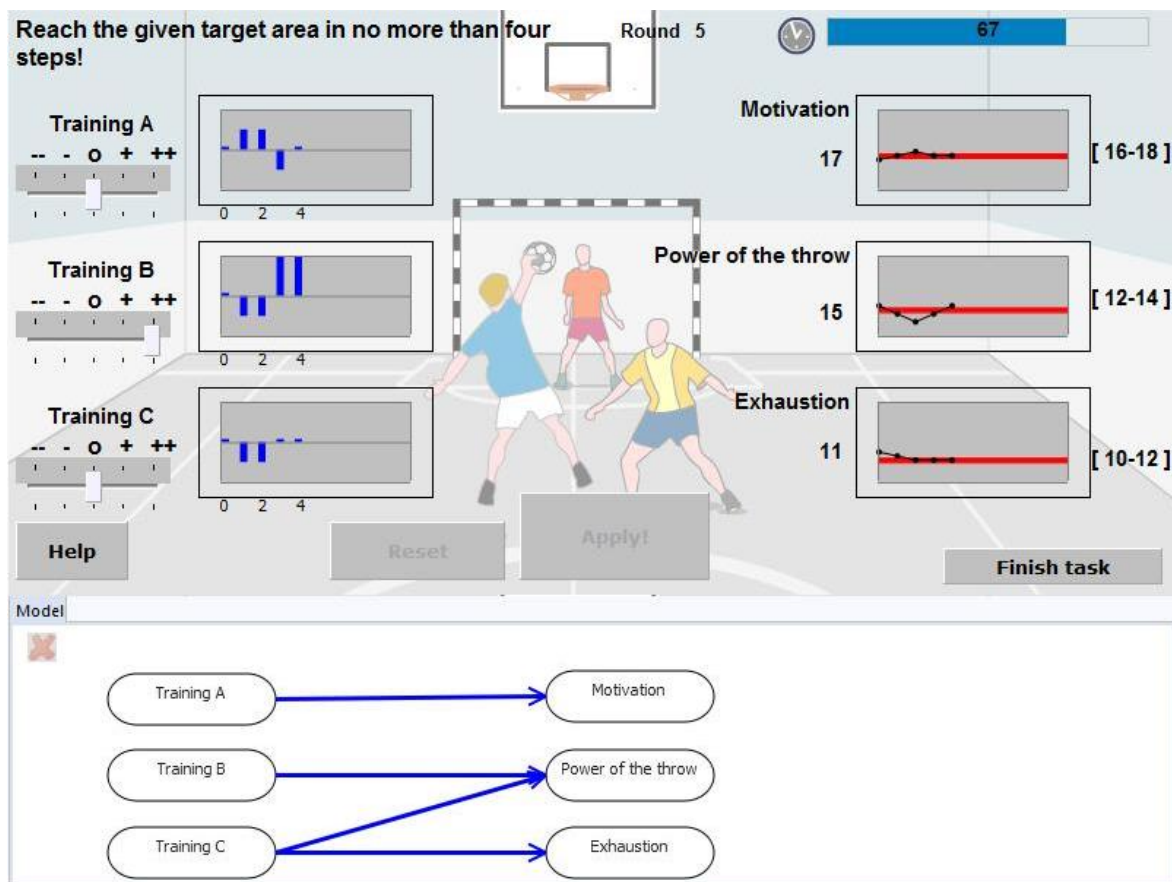 Reach the given target area in no more than four
steps!
Round 5
67
Training A
-- - o + ++
0 2 4
Motivation
17
[ 16-18 ]
Training B
-- - o + ++
0 2 4
Power of the throw
15
[ 12-14 ]
Training C
-- - o + ++
0 2 4
Exhaustion
11
[ 10-12 ]
Help
Reset
Apply!
Finish task
Model
Training A
Motivation
Training B
Power of the throw
Training C
Exhaustion